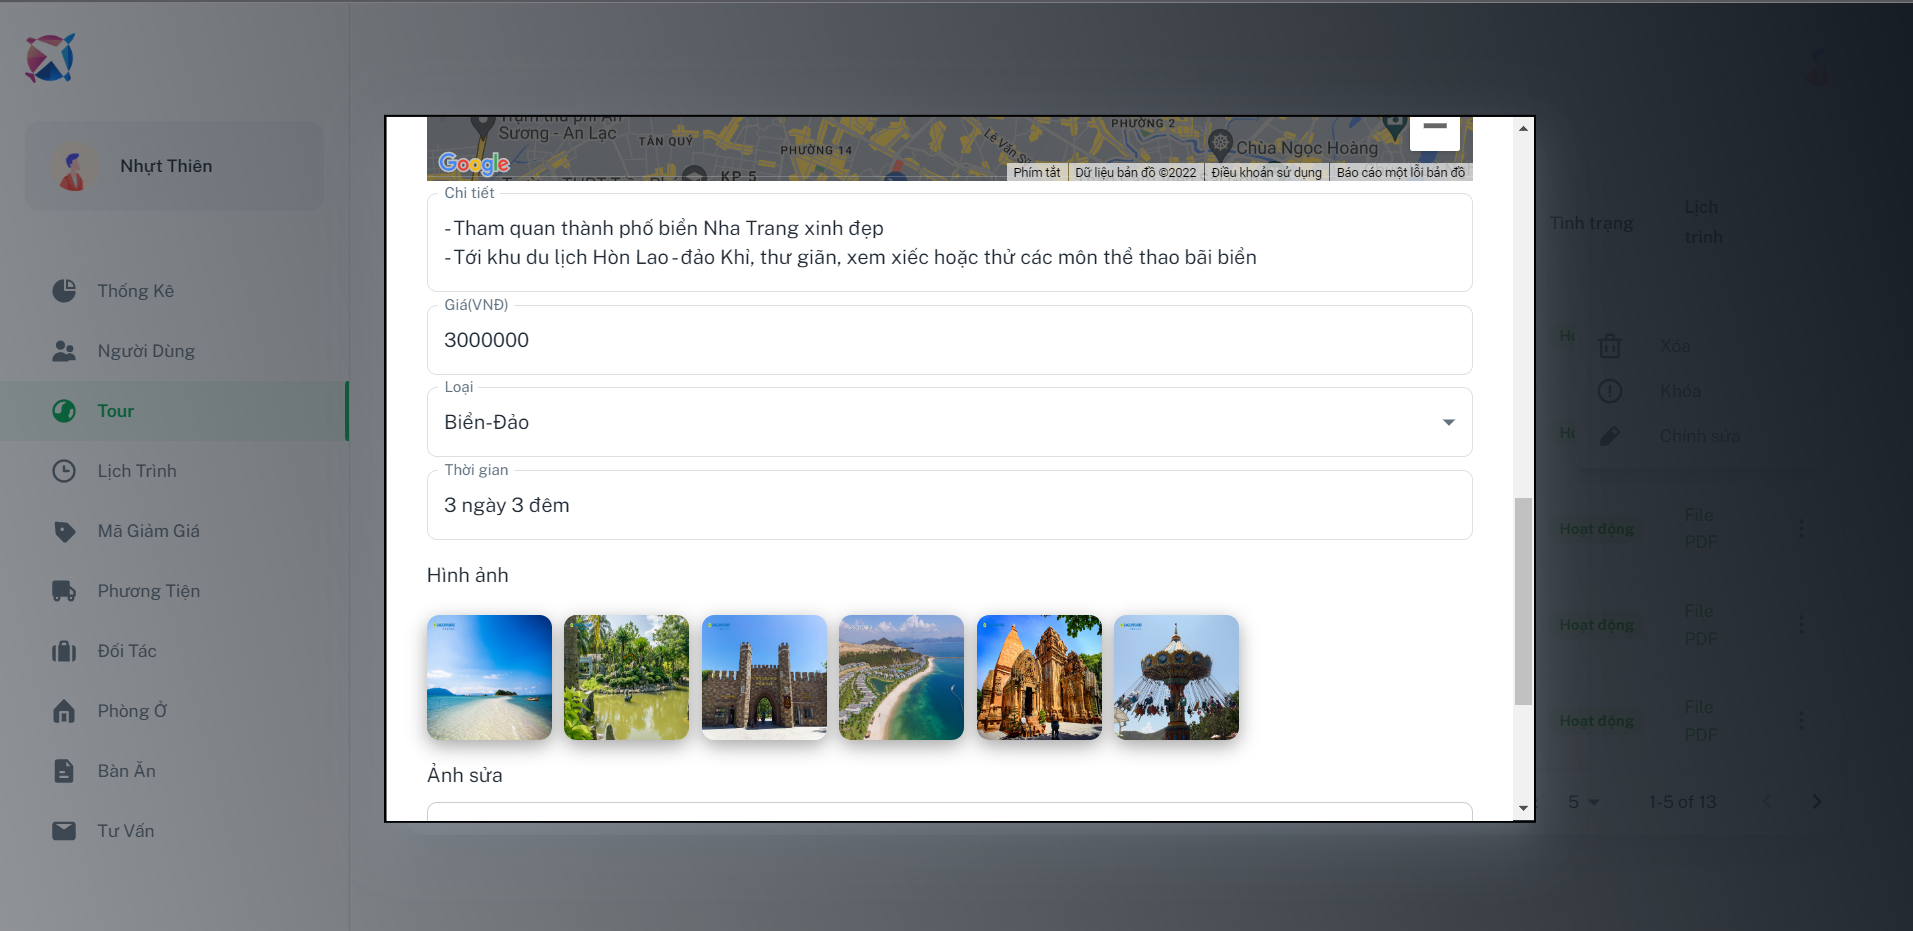 Nhựt Thiên
Thống Kê
Người Dùng
Tour
Lịch Trình
Mã Giảm Giá
Phương Tiện
Đối Tác
Phòng Ở
Bàn Ăn
Tư Vấn
Sương - An Lạc
TÂN QUÝ
PHƯỜNG 14
PHƯỜNG 2
Lê Văn
Chùa Ngọc Hoàng
KP 5
Google
Phím tắt
Dữ liệu bản đồ ©2022
Điều khoản sử dụng
Báo cáo một lỗi bản đồ
Chi tiết
- Tham quan thành phố biển Nha Trang xinh đẹp
- Tới khu du lịch Hòn Lao - đảo Khỉ, thư giãn, xem xiếc hoặc thử các môn thể thao bãi biển
Giá(VNĐ)
3000000
Loại
Biển-Đảo
Thời gian
3 ngày 3 đêm
Hình ảnh
Ảnh sửa
Tình trạng
Lịch
trình
Xóa
Khóa
Chỉnh sửa
Hoạt động
File
PDF
Hoạt động
File
PDF
Hoạt động
File
PDF
5
1-5 of 13